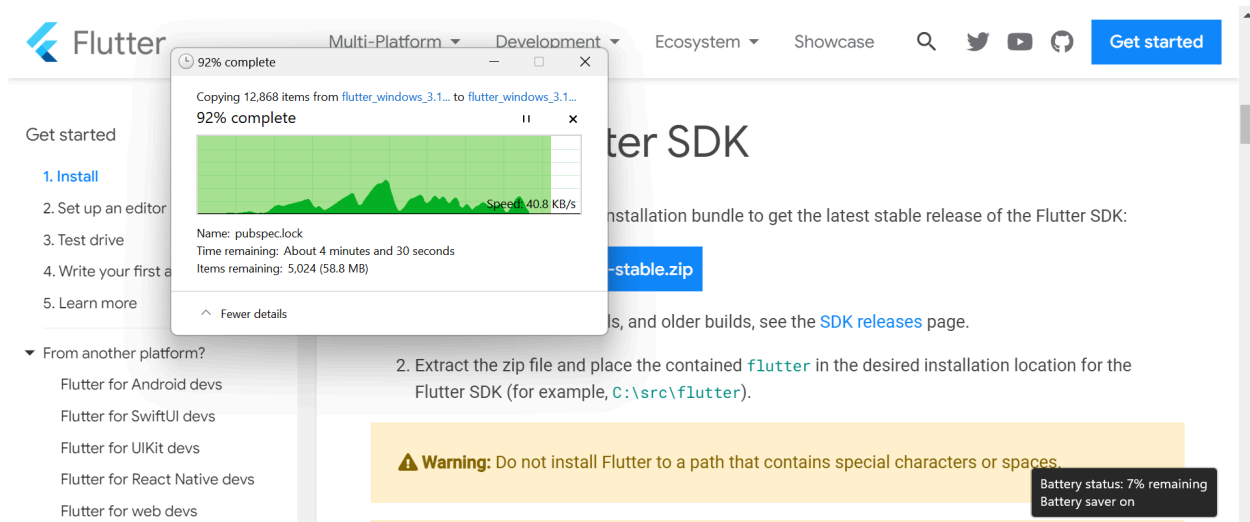 Flutter
Multi-Platform
Development
Ecosystem
Showcase
Get started
92% complete
Copying 12,868 items from flutter_windows_3.1... to flutter_windows_3.1...
92% complete
Speed: 40.8 KB/s
Name: pubspec.lock
Time remaining: About 4 minutes and 30 seconds
Items remaining: 5,024 (58.8 MB)
Fewer details
Get started
1. Install
2. Set up an editor
3. Test drive
4. Write your first a
5. Learn more
From another platform?
Flutter for Android devs
Flutter for SwiftUI devs
Flutter for UIKit devs
Flutter for React Native devs
Flutter for web devs
ter SDK
nstallation bundle to get the latest stable release of the Flutter SDK:
-stable.zip
ls, and older builds, see the SDK releases page.
2. Extract the zip file and place the contained flutter in the desired installation location for the
Flutter SDK (for example, C:\src\flutter).
Warning: Do not install Flutter to a path that contains special characters or spaces.
Battery status: 7% remaining
Battery saver on